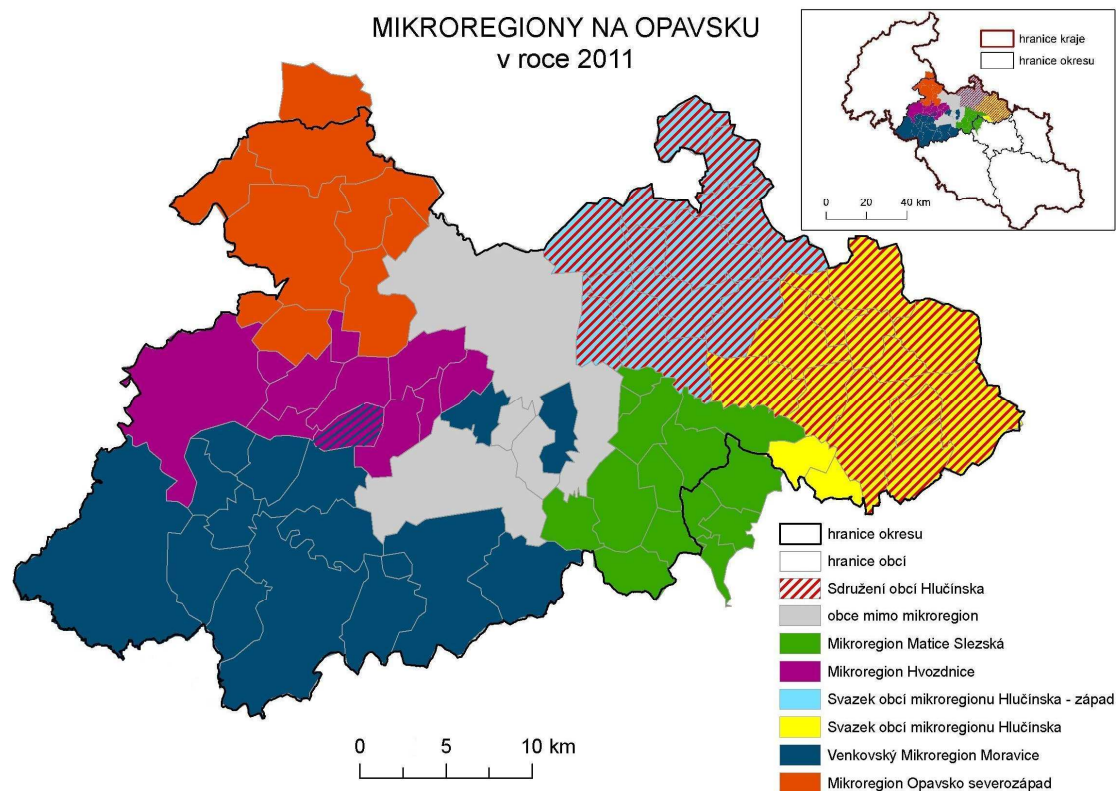 MIKROREGIONY NA OPAVSKU
v roce 2011
hranice kraje
hranice okresu
0 20 40 km
hranice okresu
hranice obcí
Sdružení obcí Hlučínska
obce mimo mikroregion
Mikroregion Matice Slezská
Mikroregion Hvozdnice
Svazek obcí mikroregionu Hlučínska - západ
Svazek obcí mikroregionu Hlučínska
Venkovský Mikroregion Moravice
Mikroregion Opavsko severozápad
0 5 10 km